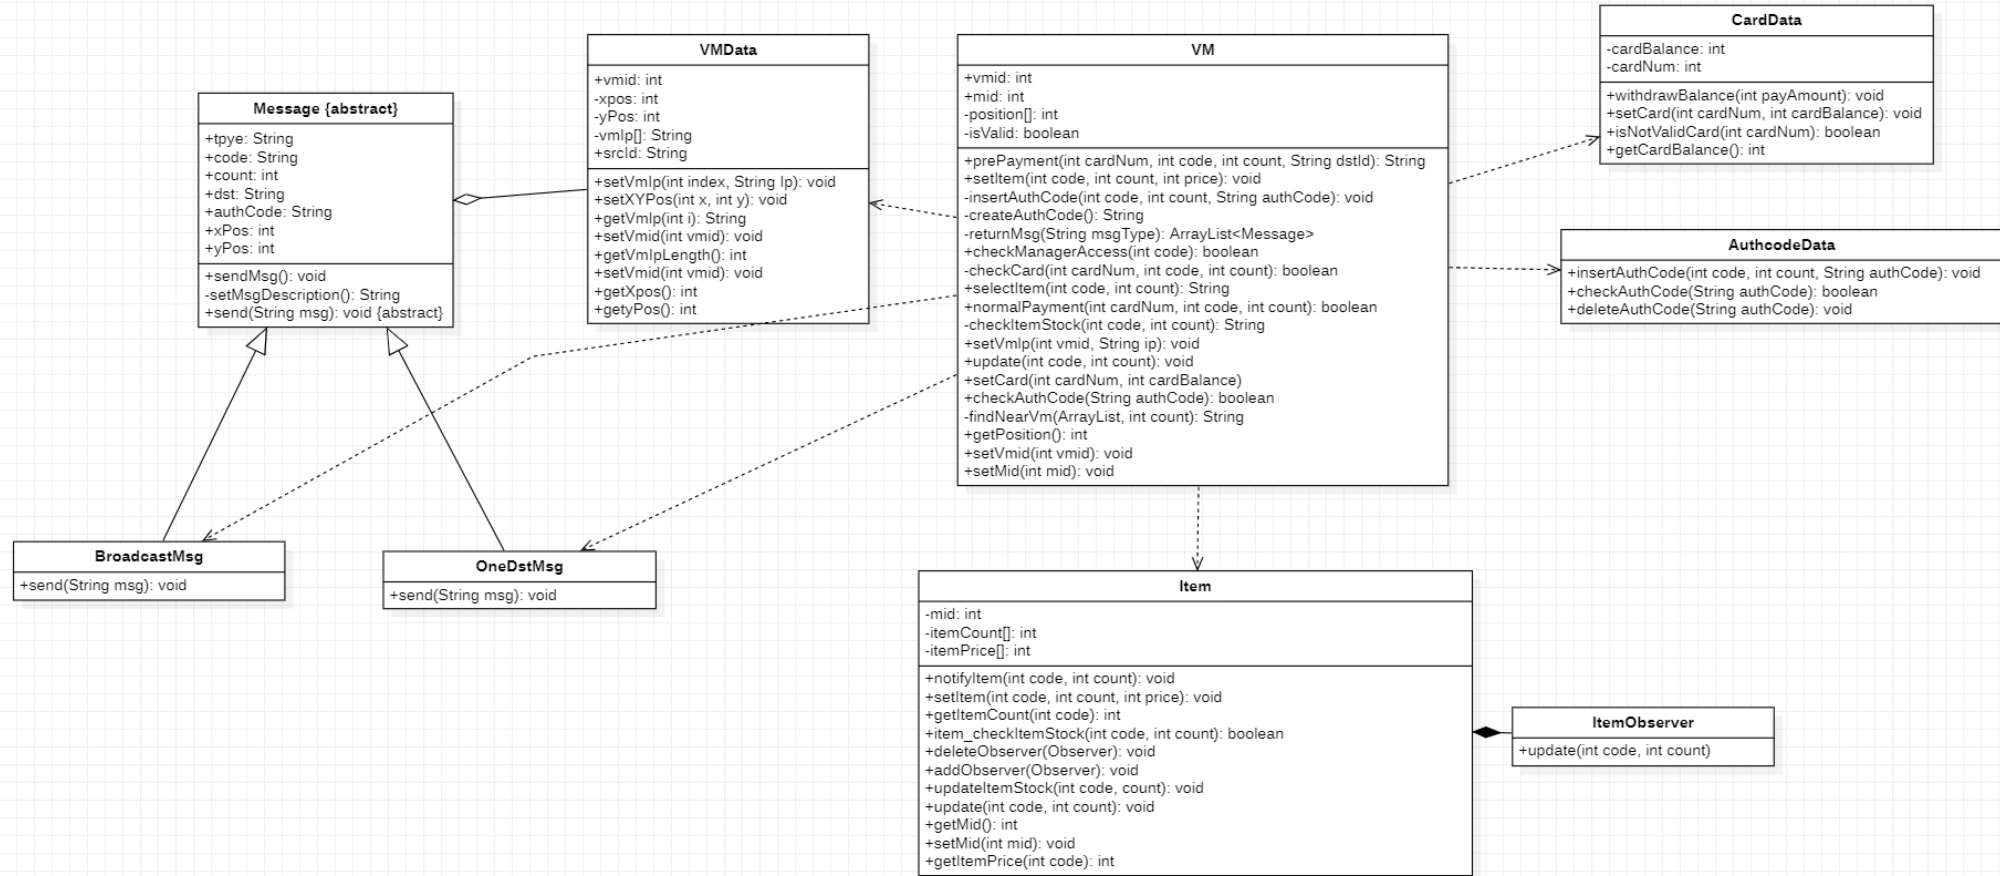 Message {abstract}
+tpye: String
+code: String
+count: int
+dst: String
+authCode: String
+xPos: int
+yPos: int
+sendMsg(): void
-setMsgDescription(): String
+send(String msg): void {abstract}
VMData
+vmid: int
-xpos: int
-yPos: int
-vmIp[]: String
+srcId: String
+setVmIp(int index, String Ip): void
+setXYPos(int x, int y): void
+getVmIp(int i): String
+setVmid(int vmid): void
+getVmIpLength(): int
+setVmid(int vmid): void
+getXpos(): int
+getyPos(): int
VM
+vmid: int
+mid: int
-position[]: int
-isValid: boolean
+prePayment(int cardNum, int code, int count, String dstId): String
+setItem(int code, int count, int price): void
-insertAuthCode(int code, int count, String authCode): void
-createAuthCode(): String
-returnMsg(String msgType): ArrayList<Message>
+checkManagerAccess(int code): boolean
-checkCard(int cardNum, int code, int count): boolean
+selectItem(int code, int count): String
+normalPayment(int cardNum, int code, int count): boolean
-checkItemStock(int code, int count): String
+setVmIp(int vmid, String ip): void
+update(int code, int count): void
+setCard(int cardNum, int cardBalance)
+checkAuthCode(String authCode): boolean
-findNearVm(ArrayList, int count): String
+getPosition(): int
+setVmid(int vmid): void
+setMid(int mid): void
CardData
-cardBalance: int
-cardNum: int
+withdrawBalance(int payAmount): void
+setCard(int cardNum, int cardBalance): void
+isNotValidCard(int cardNum): boolean
+getCardBalance(): int
AuthcodeData
+insertAuthCode(int code, int count, String authCode): void
+checkAuthCode(String authCode): boolean
+deleteAuthCode(String authCode): void
BroadcastMsg
+send(String msg): void
OneDstMsg
+send(String msg): void
Item
-mid: int
-itemCount[]: int
-itemPrice[]: int
+notifyItem(int code, int count): void
+setItem(int code, int count, int price): void
+getItemCount(int code): int
+item_checkItemStock(int code, int count): boolean
+deleteObserver(Observer): void
+addObserver(Observer): void
+updateItemStock(int code, count): void
+update(int code, int count): void
+getMid(): int
+setMid(int mid): void
+getItemPrice(int code): int
ItemObserver
+update(int code, int count)